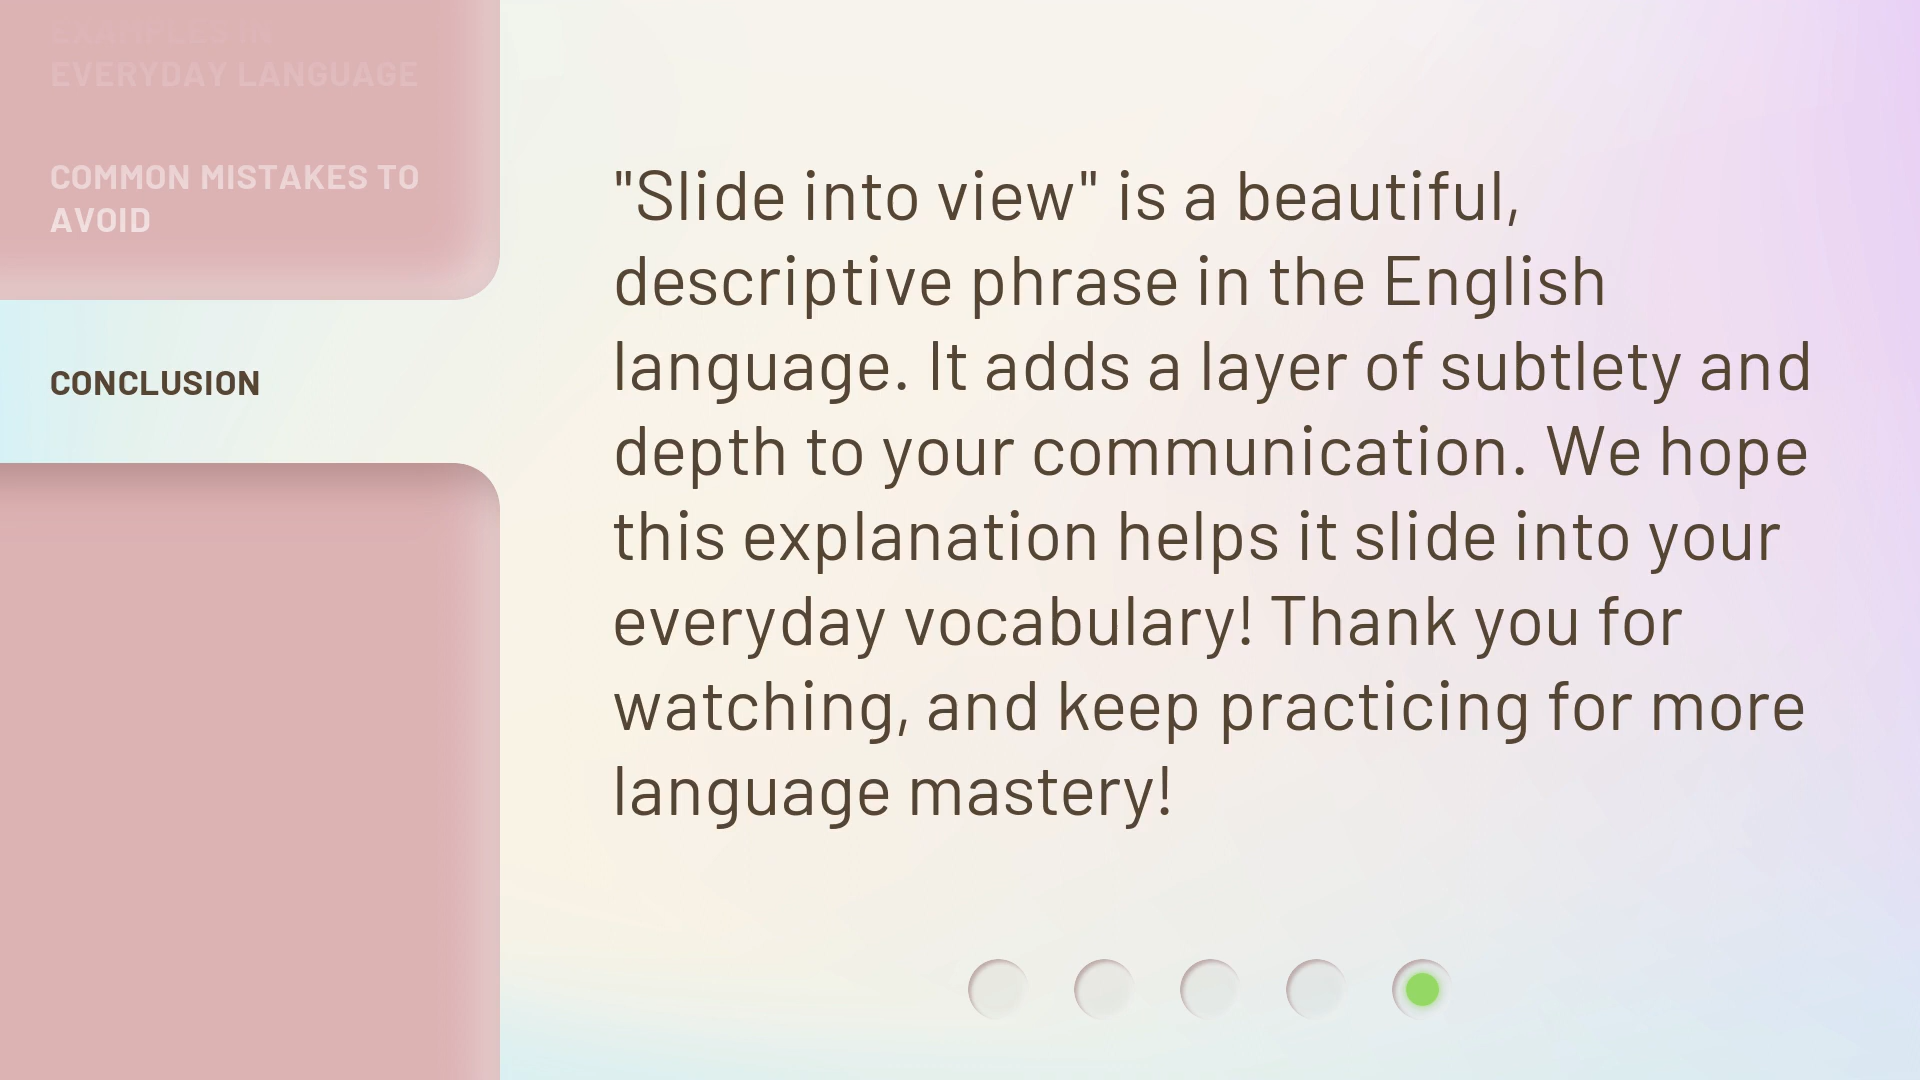 EXAMPLES IN
EVERYDAY LANGUAGE
COMMON MISTAKES TO
AVOID
CONCLUSION
"Slide into view" is a beautiful,
descriptive phrase in the English
language. It adds a layer of subtlety and
depth to your communication. We hope
this explanation helps it slide into your
everyday vocabulary! Thank you for
watching, and keep practicing for more
language mastery!